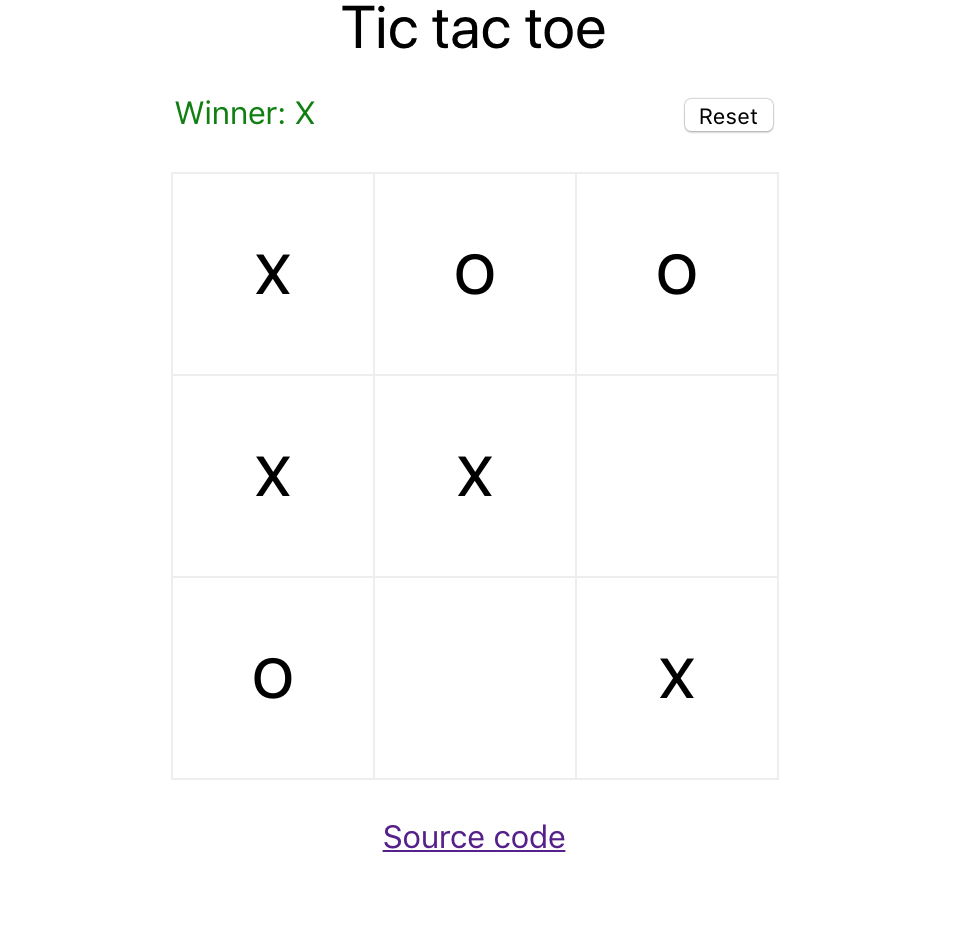 Tic tac toe
Winner: X Reset
X O O
X X
O X
Source code